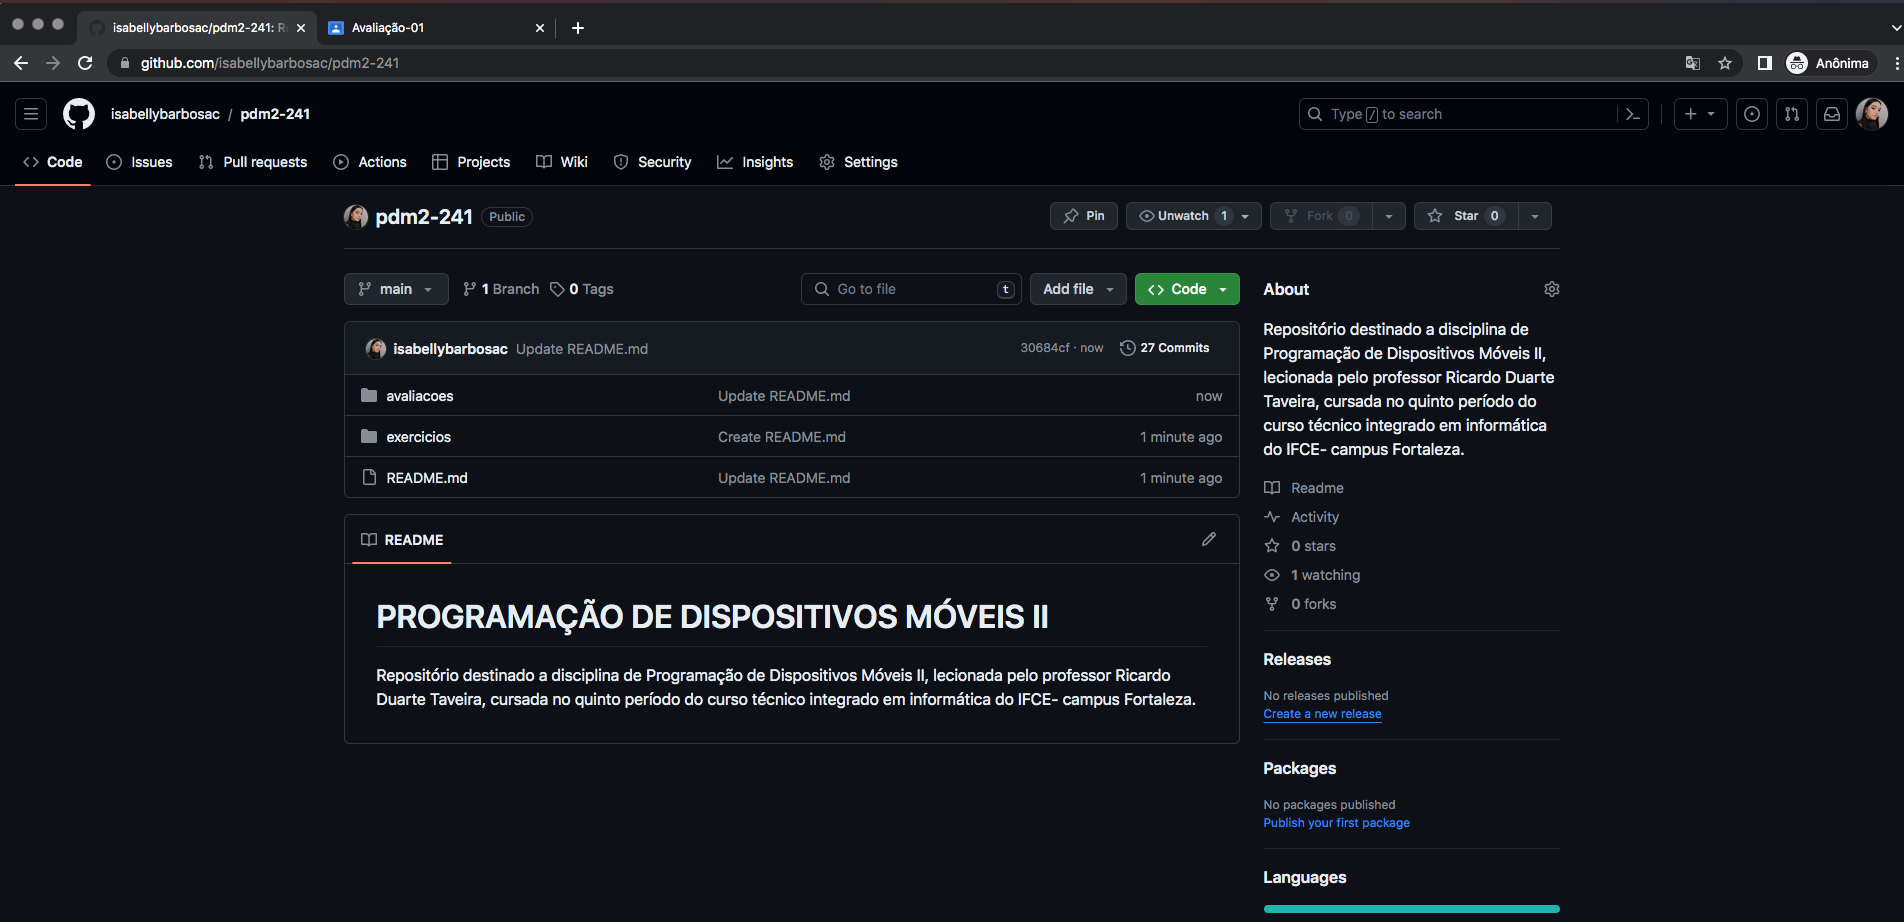 isabellybarbosac/pdm2-241: Re
Avaliação-01
github.com/isabellybarbosac/pdm2-241
Anônima
isabellybarbosac / pdm2-241
Type / to search
Code
Issues
Pull requests
Actions
Projects
Wiki
Security
Insights
Settings
pdm2-241 Public
Pin
Unwatch 1
Fork 0
Star 0
main
1 Branch
0 Tags
Go to file t
Add file
Code
isabellybarbosac Update README.md 30684cf · now 27 Commits
avaliacoes Update README.md now
exercicios Create README.md 1 minute ago
README.md Update README.md 1 minute ago
README
PROGRAMAÇÃO DE DISPOSITIVOS MÓVEIS II
Repositório destinado a disciplina de Programação de Dispositivos Móveis II, lecionada pelo professor Ricardo
Duarte Taveira, cursada no quinto período do curso técnico integrado em informática do IFCE- campus Fortaleza.
About
Repositório destinado a disciplina de
Programação de Dispositivos Móveis II,
lecionada pelo professor Ricardo Duarte
Taveira, cursada no quinto período do
curso técnico integrado em informática
do IFCE- campus Fortaleza.
Readme
Activity
0 stars
1 watching
0 forks
Releases
No releases published
Create a new release
Packages
No packages published
Publish your first package
Languages